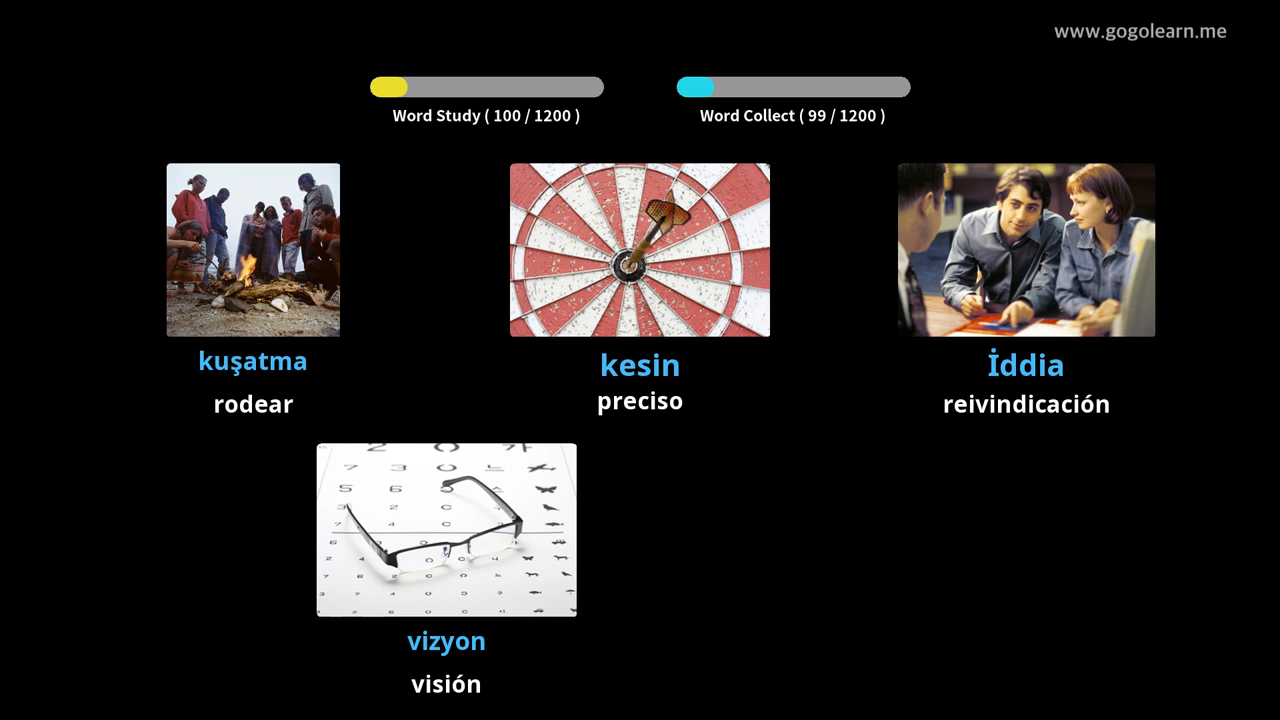 www.gogolearn.me
Word Study ( 100 / 1200 )
Word Collect ( 99 / 1200 )
kuşatma
rodear
kesin
preciso
İddia
reivindicación
vizyon
visión